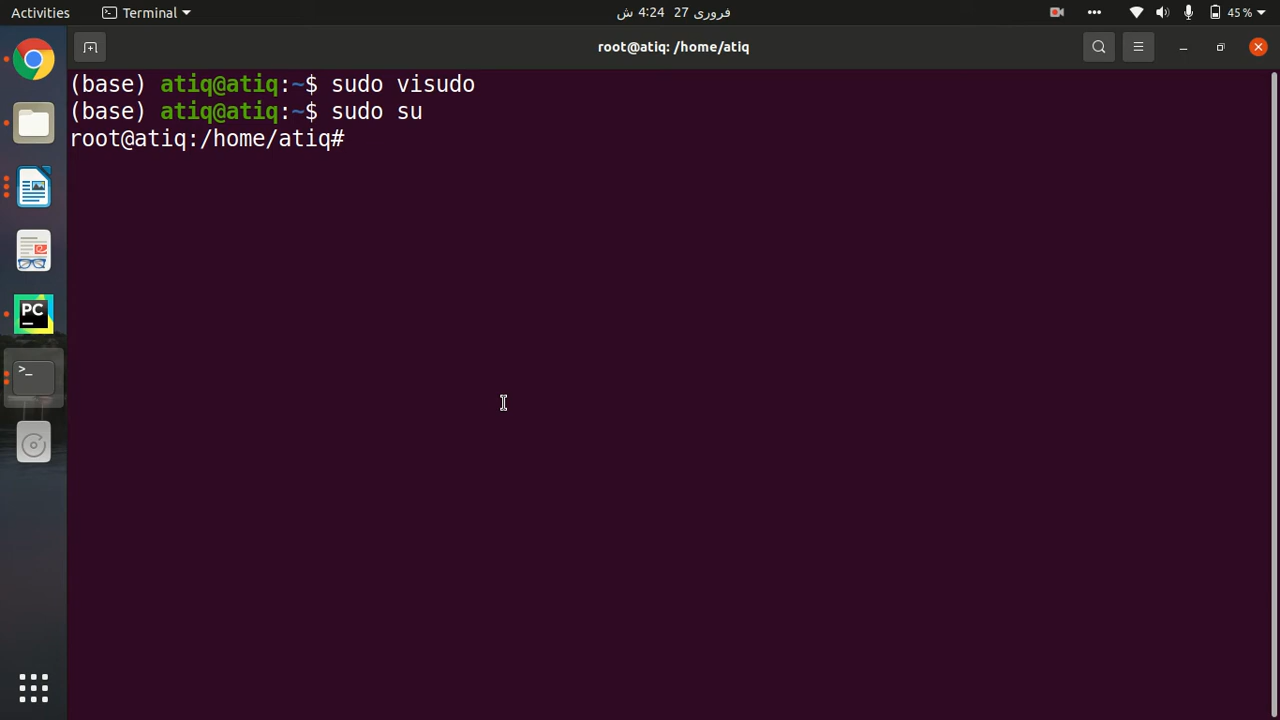 Activities Terminal فروری 27 4:24 ش 45%
root@atiq: /home/atiq
(base) atiq@atiq:~$ sudo visudo
(base) atiq@atiq:~$ sudo su
root@atiq:/home/atiq#
PC
>_